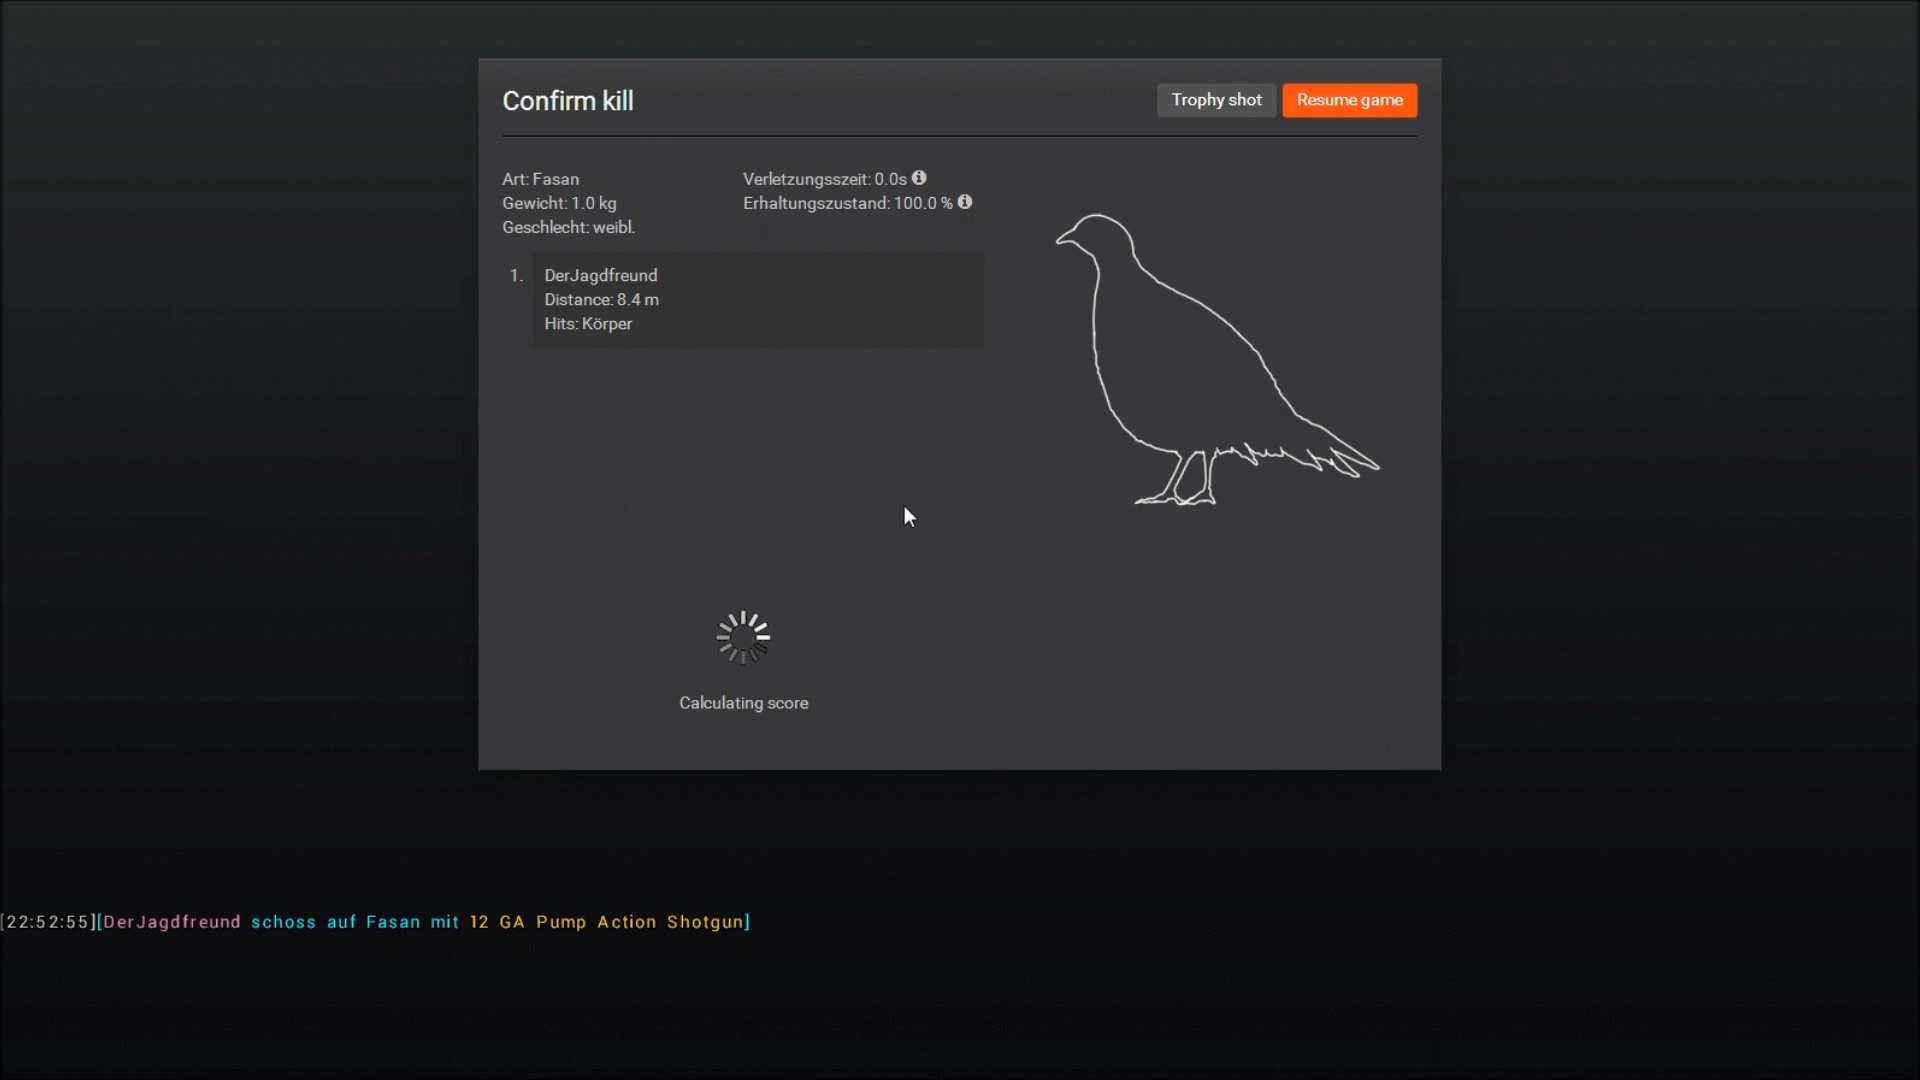 Confirm kill
Trophy shot
Resume game
Art: Fasan
Gewicht: 1.0 kg
Geschlecht: weibl.
Verletzungsszeit: 0.0s
Erhaltungszustand: 100.0 %
1.
DerJagdfreund
Distance: 8.4 m
Hits: Körper
Calculating score
[22:52:55][DerJagdfreund schoss auf Fasan mit 12 GA Pump Action Shotgun]